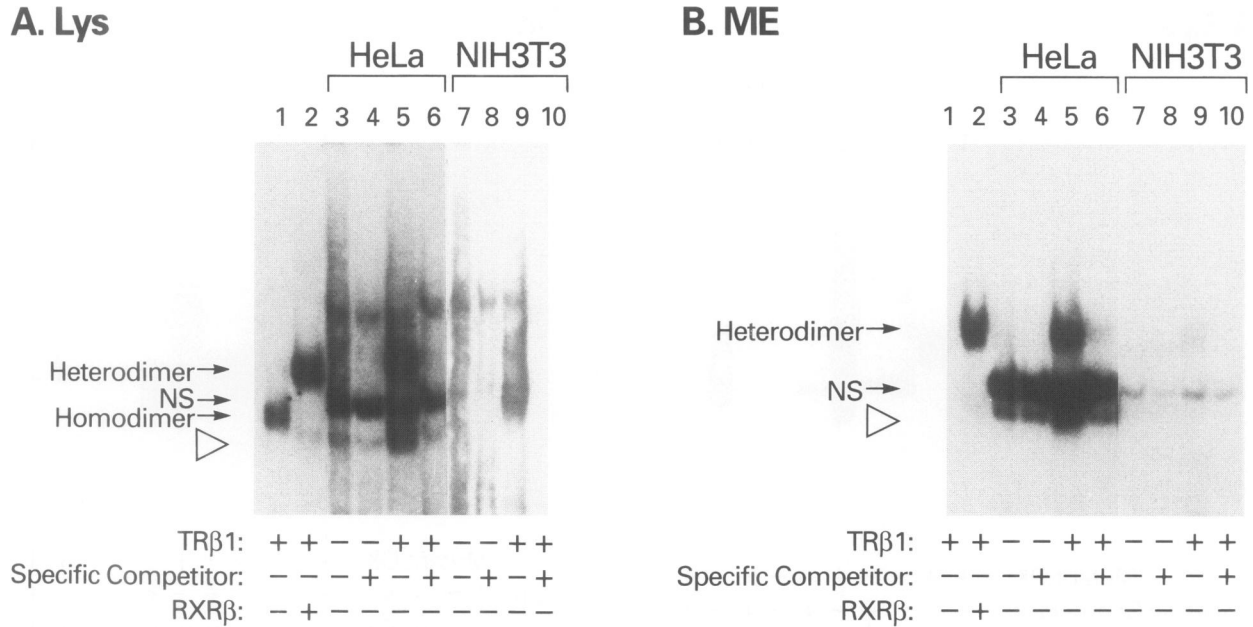 A. Lys
HeLa NIH3T3
1 2 3 4 5 6 7 8 9 10
Heterodimer
NS
Homodimer
TRβ1: + + − − + + − − + +
Specific Competitor: − − − + − + − + − +
RXRβ: − + − − − − − − − −
B. ME
HeLa NIH3T3
1 2 3 4 5 6 7 8 9 10
Heterodimer
NS
TRβ1: + + − − + + − − + +
Specific Competitor: − − − + − + − + − +
RXRβ: − + − − − − − − − −